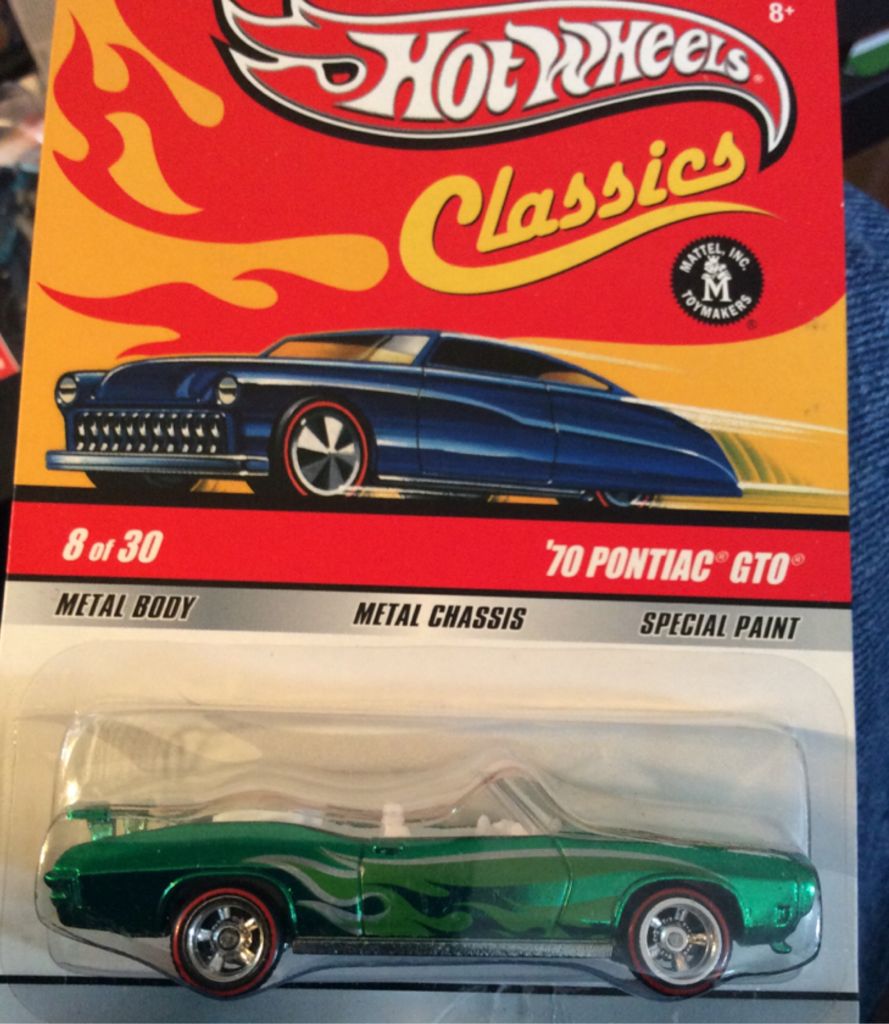 8+
HOT WHEELS®
Classics
MATTEL, INC.
M
TOYMAKERS
®
8 of 30
'70 PONTIAC® GTO®
METAL BODY
METAL CHASSIS
SPECIAL PAINT